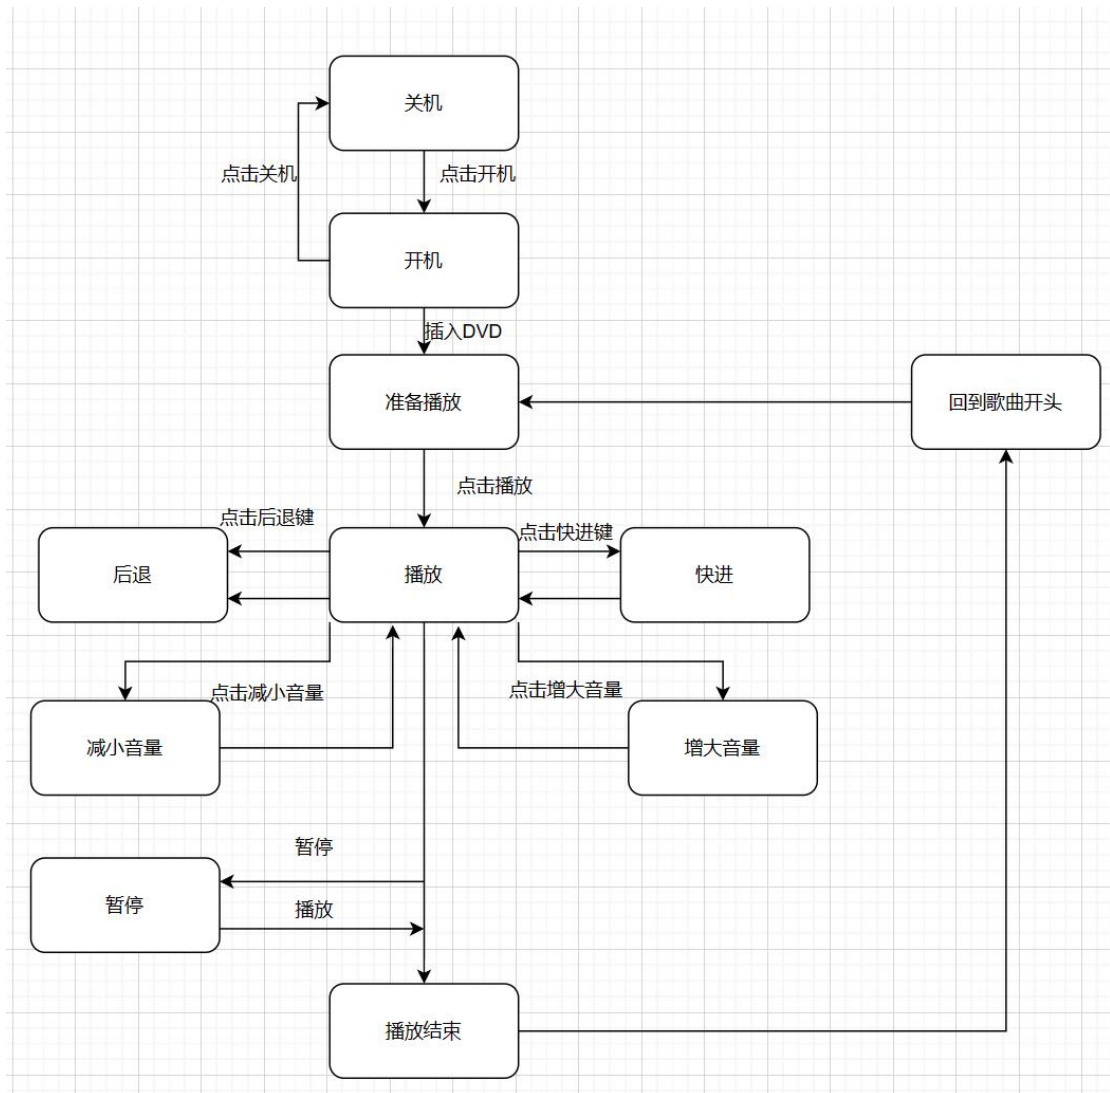 关机
点击关机
点击开机
开机
插入DVD
准备播放
回到歌曲开头
点击播放
点击后退键
点击快进键
后退
播放
快进
点击减小音量
点击增大音量
减小音量
增大音量
暂停
暂停
播放
播放结束